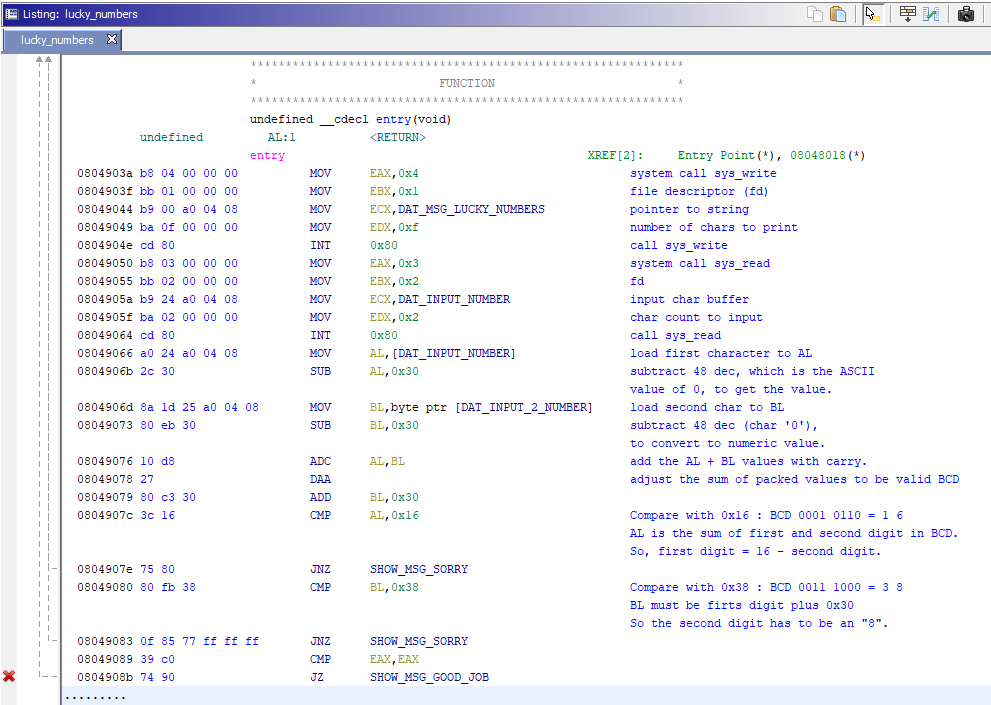 Listing: lucky_numbers
lucky_numbers
**************************************************************
* FUNCTION *
**************************************************************
undefined __cdecl entry(void)
undefined AL:1 <RETURN>
entry XREF[2]: Entry Point(*), 08048018(*)
0804903a b8 04 00 00 00 MOV EAX,0x4 system call sys_write
0804903f bb 01 00 00 00 MOV EBX,0x1 file descriptor (fd)
08049044 b9 00 a0 04 08 MOV ECX,DAT_MSG_LUCKY_NUMBERS pointer to string
08049049 ba 0f 00 00 00 MOV EDX,0xf number of chars to print
0804904e cd 80 INT 0x80 call sys_write
08049050 b8 03 00 00 00 MOV EAX,0x3 system call sys_read
08049055 bb 02 00 00 00 MOV EBX,0x2 fd
0804905a b9 24 a0 04 08 MOV ECX,DAT_INPUT_NUMBER input char buffer
0804905f ba 02 00 00 00 MOV EDX,0x2 char count to input
08049064 cd 80 INT 0x80 call sys_read
08049066 a0 24 a0 04 08 MOV AL,[DAT_INPUT_NUMBER] load first character to AL
0804906b 2c 30 SUB AL,0x30 subtract 48 dec, which is the ASCII
value of 0, to get the value.
0804906d 8a 1d 25 a0 04 08 MOV BL,byte ptr [DAT_INPUT_2_NUMBER] load second char to BL
08049073 80 eb 30 SUB BL,0x30 subtract 48 dec (char '0'),
to convert to numeric value.
08049076 10 d8 ADC AL,BL add the AL + BL values with carry.
08049078 27 DAA adjust the sum of packed values to be valid BCD
08049079 80 c3 30 ADD BL,0x30
0804907c 3c 16 CMP AL,0x16 Compare with 0x16 : BCD 0001 0110 = 1 6
AL is the sum of first and second digit in BCD.
So, first digit = 16 - second digit.
0804907e 75 80 JNZ SHOW_MSG_SORRY
08049080 80 fb 38 CMP BL,0x38 Compare with 0x38 : BCD 0011 1000 = 3 8
BL must be firts digit plus 0x30
So the second digit has to be an "8".
08049083 0f 85 77 ff ff ff JNZ SHOW_MSG_SORRY
08049089 39 c0 CMP EAX,EAX
0804908b 74 90 JZ SHOW_MSG_GOOD_JOB
.........